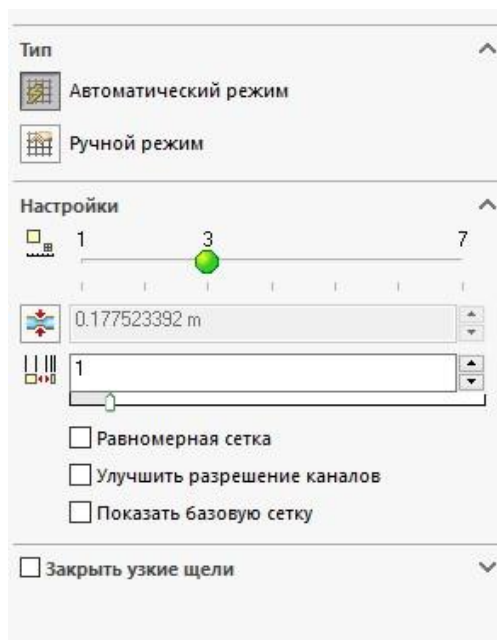 Тип
Автоматический режим
Ручной режим
Настройки
1 3 7
0.177523392 m
1
Равномерная сетка
Улучшить разрешение каналов
Показать базовую сетку
Закрыть узкие щели